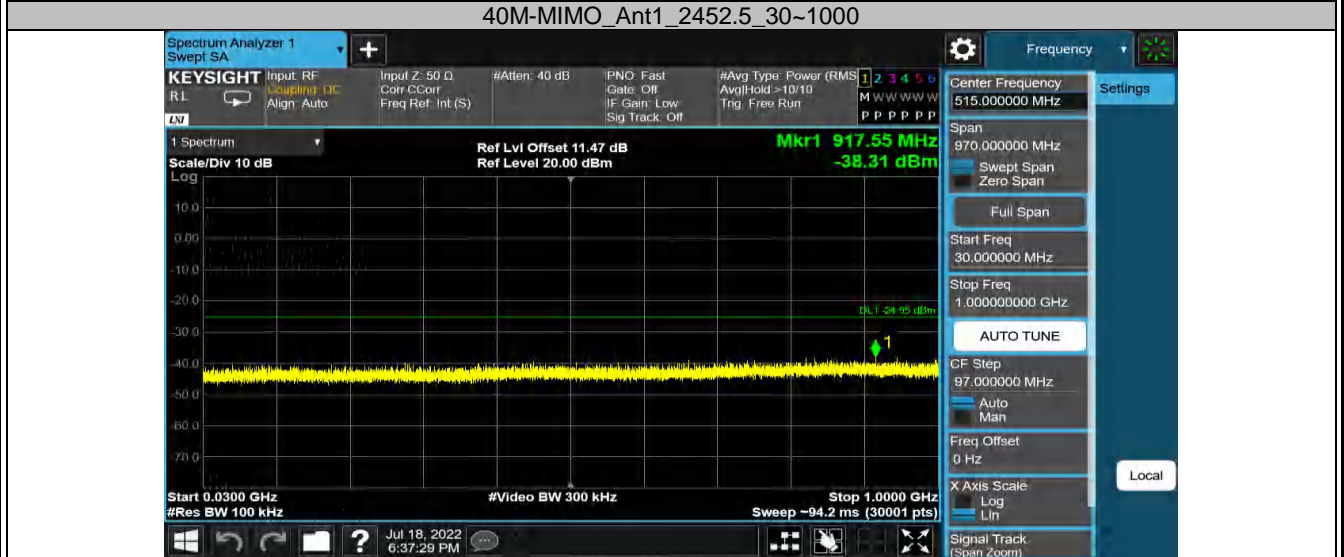 40M-MIMO_Ant1_2452.5_30~1000
Spectrum Analyzer 1
Swept SA
+
Frequency
KEYSIGHT
RL
LXI
Input: RF
Coupling: DC
Align: Auto
Input Z: 50 Ω
Corr CCorr
Freq Ref: Int (S)
#Atten: 40 dB
PNO: Fast
Gate: Off
IF Gain: Low
Sig Track: Off
#Avg Type: Power (RMS
Avg|Hold >10/10
Trig: Free Run
1 2 3 4 5 6
M W W W W W
P P P P P P
1 Spectrum
Scale/Div 10 dB
Log
Ref Lvl Offset 11.47 dB
Ref Level 20.00 dBm
Mkr1 917.55 MHz
-38.31 dBm
10.0
0.00
-10.0
-20.0
DL1 -24.95 dBm
-30.0
1
-40.0
-50.0
-60.0
-70.0
Start 0.0300 GHz
#Res BW 100 kHz
#Video BW 300 kHz
Stop 1.0000 GHz
Sweep ~94.2 ms (30001 pts)
?
Jul 18, 2022
6:37:29 PM
Center Frequency
515.000000 MHz
Settings
Span
970.000000 MHz
Swept Span
Zero Span
Full Span
Start Freq
30.000000 MHz
Stop Freq
1.000000000 GHz
AUTO TUNE
CF Step
97.000000 MHz
Auto
Man
Freq Offset
0 Hz
X Axis Scale
Log
Lin
Local
Signal Track
(Span Zoom)